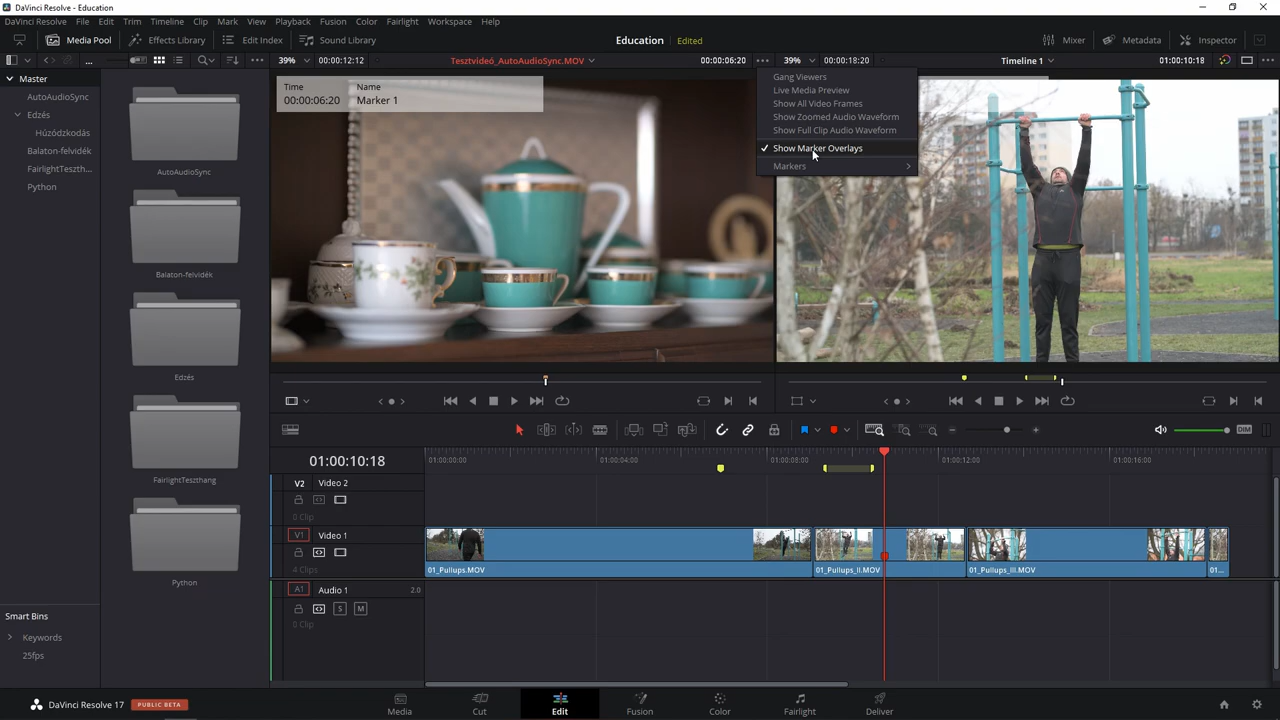 DaVinci Resolve - Education
DaVinci Resolve File Edit Trim Timeline Clip Mark View Playback Fusion Color Fairlight Workspace Help
Media Pool Effects Library Edit Index Sound Library Education Edited Mixer Metadata Inspector
... 39% 00:00:12:12 Tesztvideó_AutoAudioSync.MOV 00:00:06:20 ... 39% 00:00:18:20 Timeline 1 01:00:10:18
Master
AutoAudioSync
Edzés
Húzódzkodás
Balaton-felvidék
FairlightTeszth...
Python
AutoAudioSync
Balaton-felvidék
Edzés
FairlightTeszthang
Python
Time Name
00:00:06:20 Marker 1
Gang Viewers
Live Media Preview
Show All Video Frames
Show Zoomed Audio Waveform
Show Full Clip Audio Waveform
Show Marker Overlays
Markers
DIM
01:00:10:18 01:00:00:00 01:00:04:00 01:00:08:00 01:00:12:00 01:00:16:00
V2 Video 2
0 Clip
V1 Video 1
4 Clips
01_Pullups.MOV 01_Pullups_II.MOV 01_Pullups_III.MOV 01...
A1 Audio 1 2.0
S M
0 Clip
Smart Bins
Keywords
25fps
DaVinci Resolve 17 PUBLIC BETA
Media Cut Edit Fusion Color Fairlight Deliver